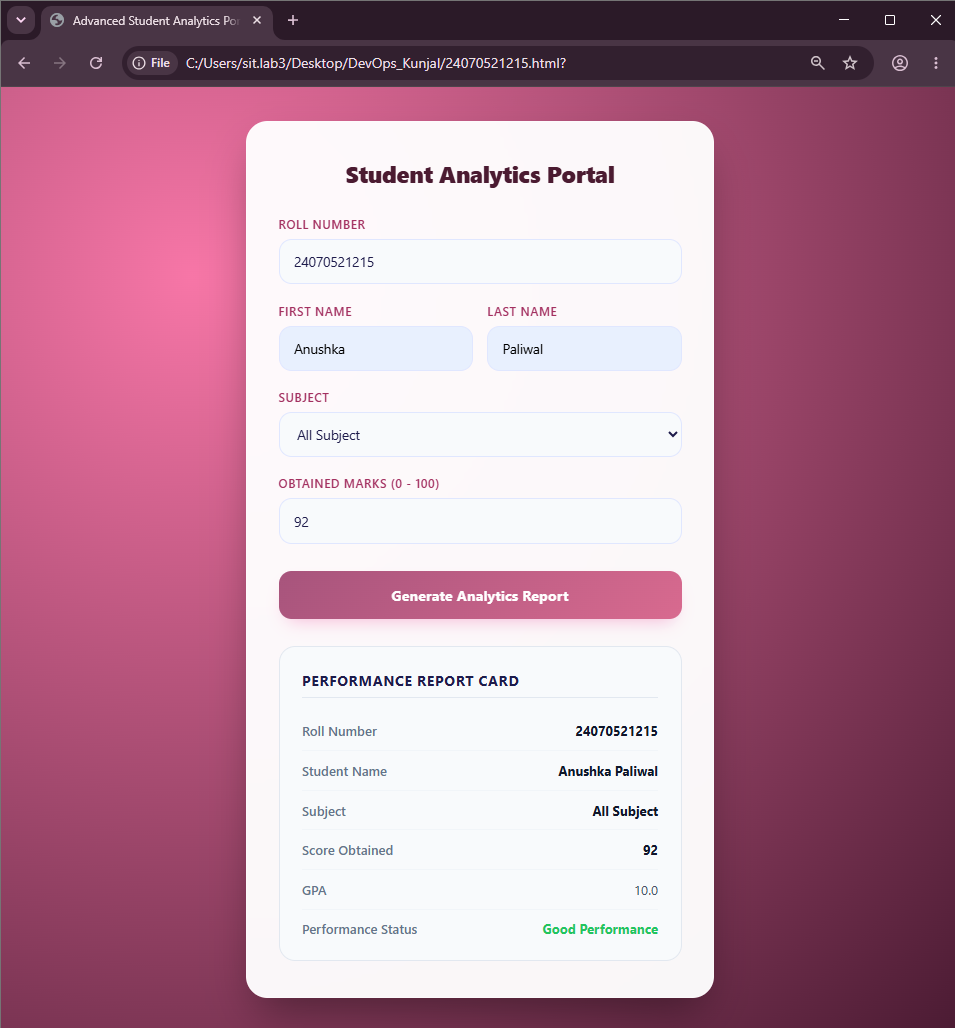 Advanced Student Analytics Po
File C:/Users/sit.lab3/Desktop/DevOps_Kunjal/24070521215.html?
Student Analytics Portal
ROLL NUMBER
24070521215
FIRST NAME LAST NAME
Anushka Paliwal
SUBJECT
All Subject
OBTAINED MARKS (0 - 100)
92
Generate Analytics Report
PERFORMANCE REPORT CARD
Roll Number 24070521215
Student Name Anushka Paliwal
Subject All Subject
Score Obtained 92
GPA 10.0
Performance Status Good Performance